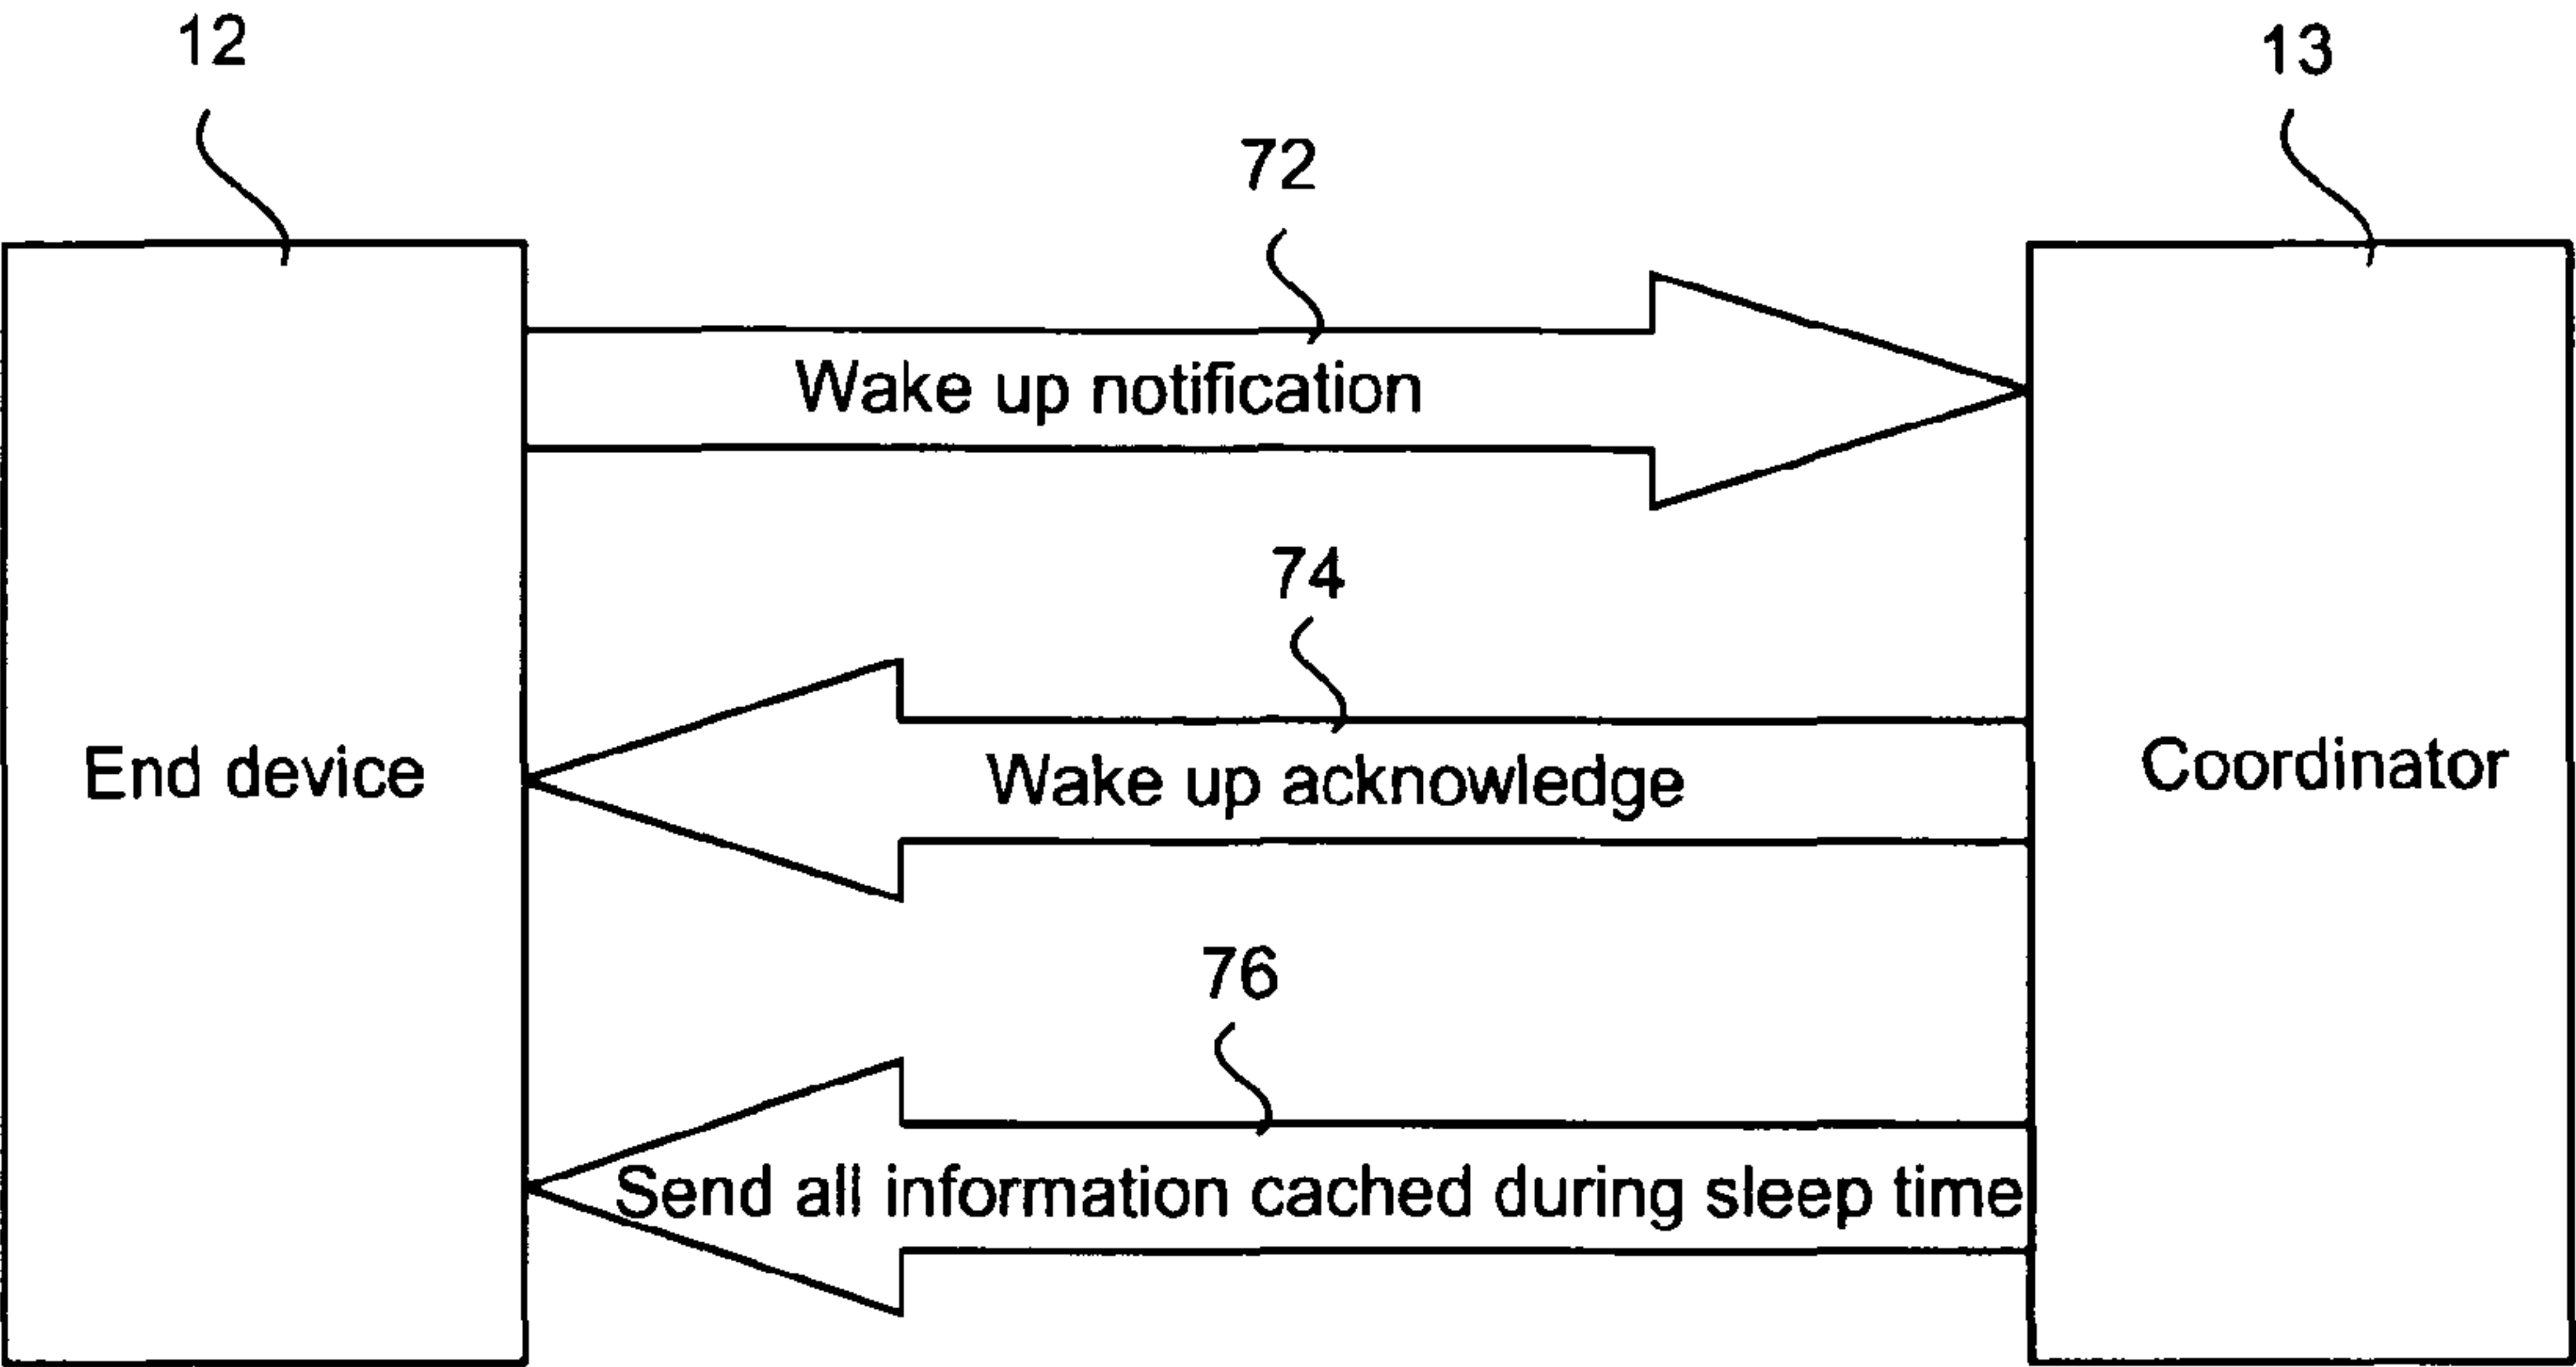 12
13
72
Wake up notification
74
End device
Wake up acknowledge
Coordinator
76
Send all information cached during sleep time